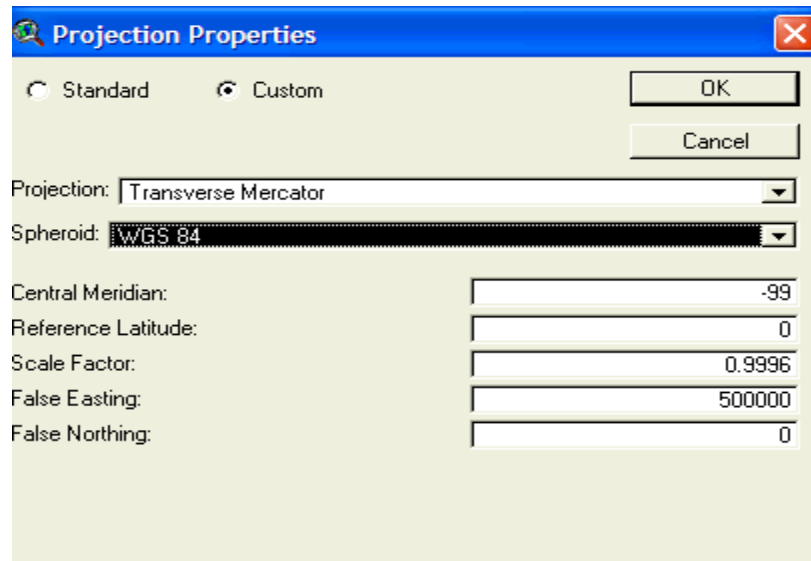 Projection Properties
Standard Custom OK
Cancel
Projection: Transverse Mercator
Spheroid: WGS 84
Central Meridian: -99
Reference Latitude: 0
Scale Factor: 0.9996
False Easting: 500000
False Northing: 0